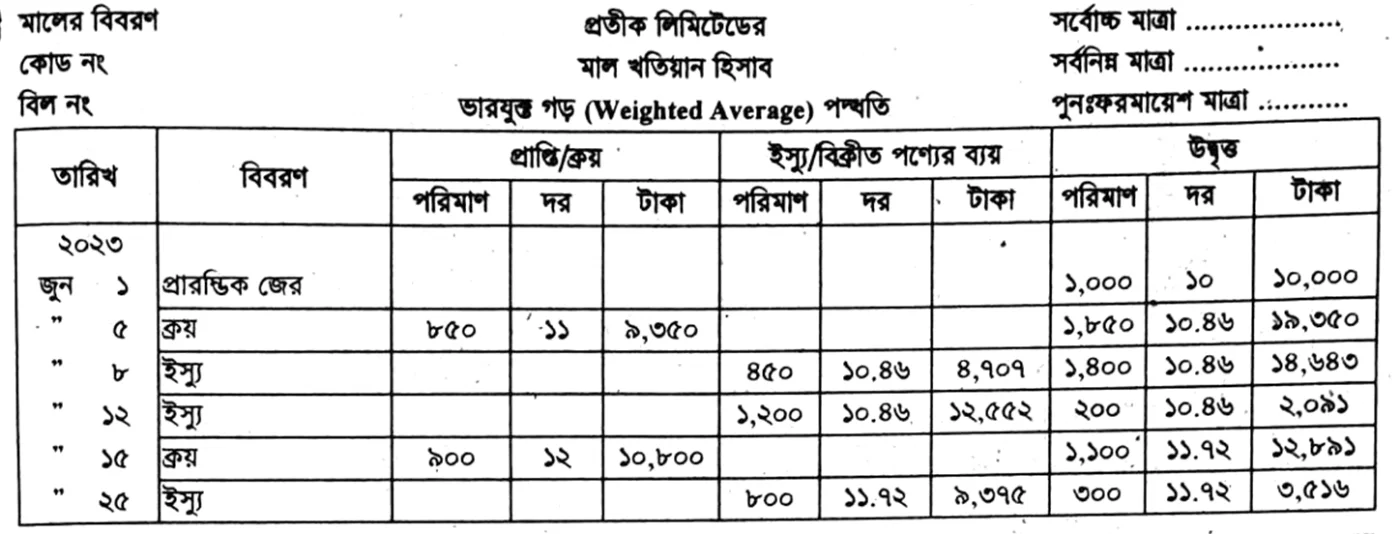 মালের বিবরণ প্রতীক লিমিটেডের সর্বোচ্চ মাত্রা ....................
কোড নং মাল খতিয়ান হিসাব সর্বনিম্ন মাত্রা ....................
বিল নং ভারযুক্ত গড় (Weighted Average) পদ্ধতি পুনঃফরমায়েশ মাত্রা ............
তারিখ বিবরণ প্রাপ্তি/ক্রয় ইস্যু/বিক্রীত পণ্যের ব্যয় উদ্বৃত্ত
পরিমাণ দর টাকা পরিমাণ দর টাকা পরিমাণ দর টাকা
২০২৩
জুন ১ প্রারম্ভিক জের ১,০০০ ১০ ১০,০০০
" ৫ ক্রয় ৮৫০ ১১ ৯,৩৫০ ১,৮৫০ ১০.৪৬ ১৯,৩৫০
" ৮ ইস্যু ৪৫০ ১০.৪৬ ৪,৭০৭ ১,৪০০ ১০.৪৬ ১৪,৬৪৩
" ১২ ইস্যু ১,২০০ ১০.৪৬ ১২,৫৫২ ২০০ ১০.৪৬ ২,০৯১
" ১৫ ক্রয় ৯০০ ১২ ১০,৮০০ ১,১০০ ১১.৭২ ১২,৮৯১
" ২৫ ইস্যু ৮০০ ১১.৭২ ৯,৩৭৫ ৩০০ ১১.৭২ ৩,৫১৬